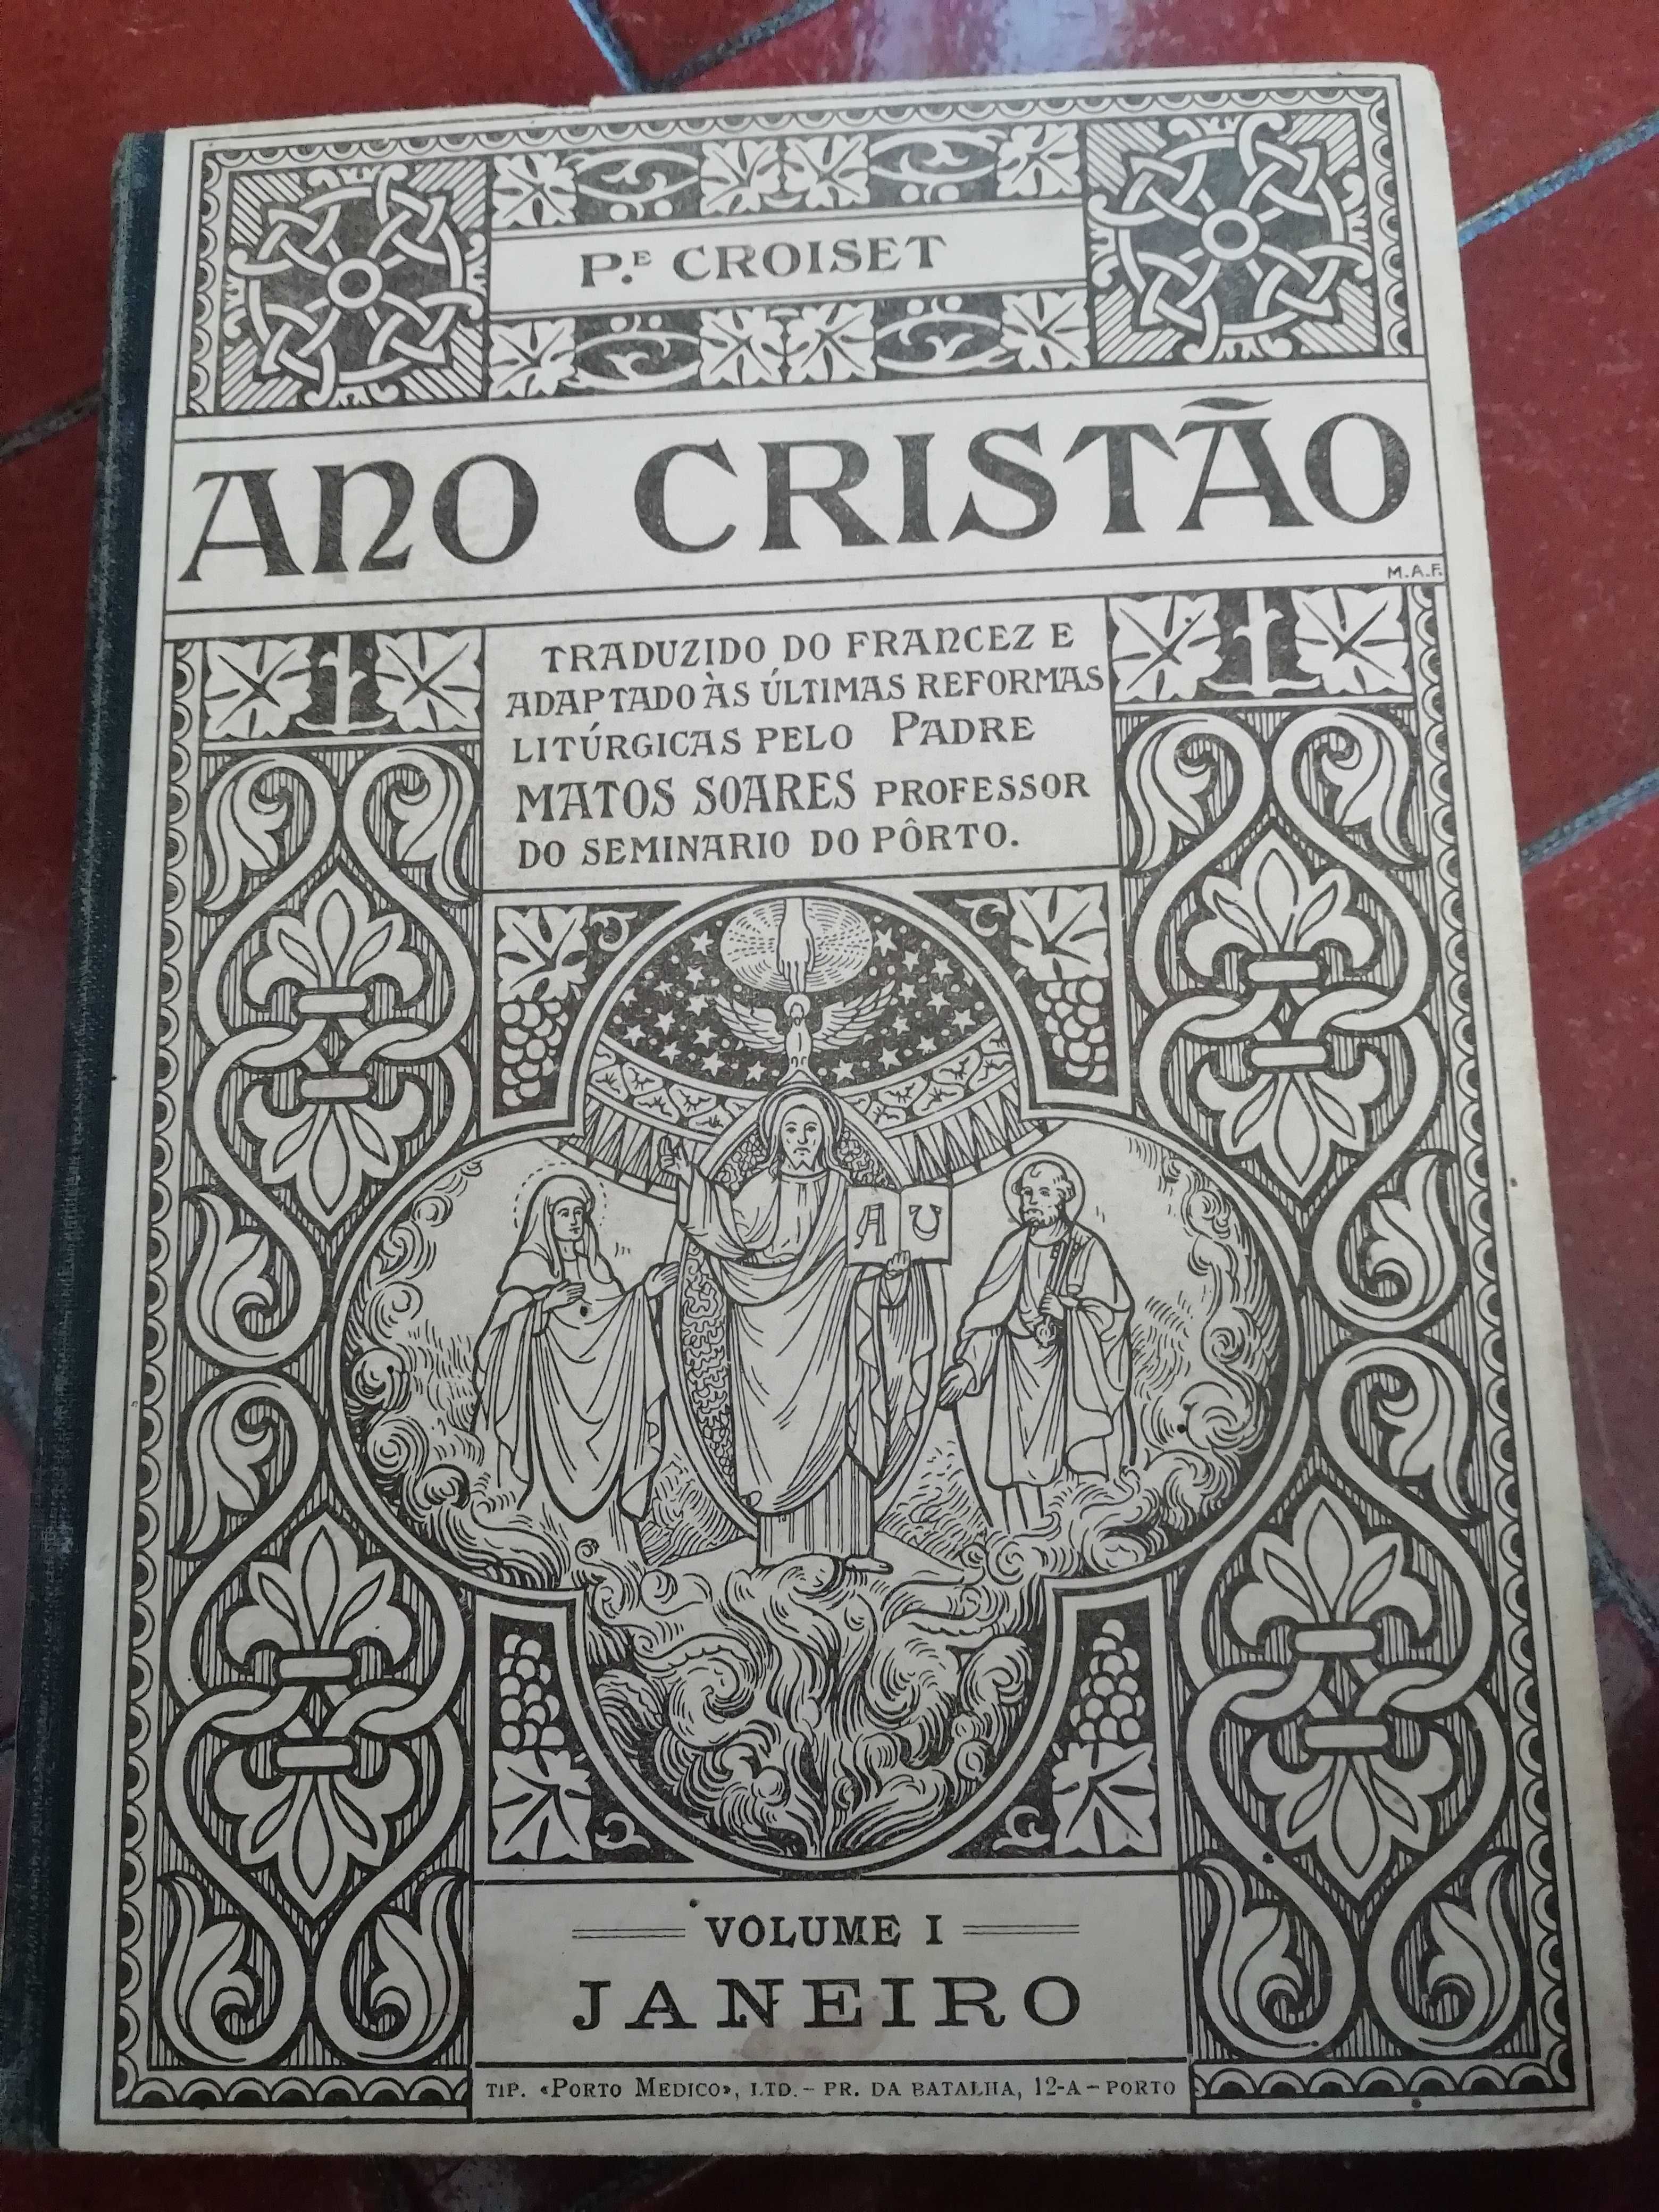 P.E CROISET
ANO CRISTÃO
M.A.F.
TRADUZIDO DO FRANCEZ E
ADAPTADO ÀS ÚLTIMAS REFORMAS
LITÚRGICAS PELO PADRE
MATOS SOARES PROFESSOR
DO SEMINARIO DO PÔRTO.
A U
VOLUME I
JANEIRO
TIP. «PORTO MEDICO», LTD. – PR. DA BATALHA, 12-A – PORTO